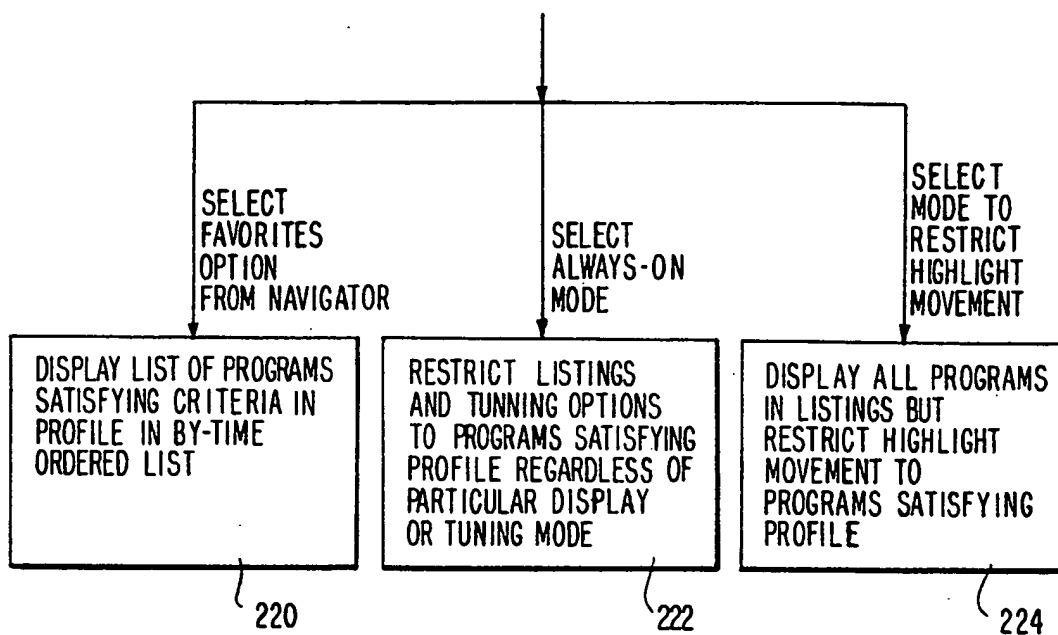 SELECT
FAVORITES
OPTION
FROM NAVIGATOR
SELECT
ALWAYS-ON
MODE
SELECT
MODE TO
RESTRICT
HIGHLIGHT
MOVEMENT
DISPLAY LIST OF PROGRAMS
SATISFYING CRITERIA IN
PROFILE IN BY-TIME
ORDERED LIST
RESTRICT LISTINGS
AND TUNNING OPTIONS
TO PROGRAMS SATISFYING
PROFILE REGARDLESS OF
PARTICULAR DISPLAY
OR TUNING MODE
DISPLAY ALL PROGRAMS
IN LISTINGS BUT
RESTRICT HIGHLIGHT
MOVEMENT TO
PROGRAMS SATISFYING
PROFILE
220
222
224